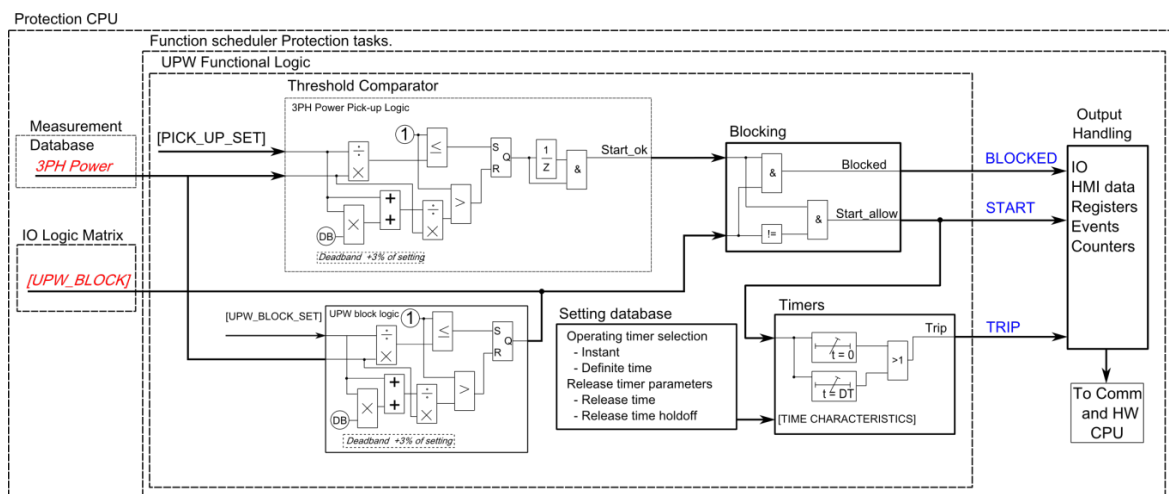 Protection CPU
Function scheduler Protection tasks.
UPW Functional Logic
Threshold Comparator
3PH Power Pick-up Logic
Measurement
Database
3PH Power
[PICK_UP_SET]
÷
×
1
≤
S
Q
R
1
Z
&
Start_ok
+
+
÷
×
>
DB
×
Deadband +3% of setting
Blocking
&
Blocked
&
Start_allow
!=
BLOCKED
START
Output
Handling
IO
HMI data
Registers
Events
Counters
IO Logic Matrix
[UPW_BLOCK]
[UPW_BLOCK_SET]
UPW block logic
÷
×
1
≤
S
Q
R
+
+
÷
×
>
DB
×
Deadband +3% of setting
Setting database
Operating timer selection
- Instant
- Definite time
Release timer parameters
- Release time
- Release time holdoff
Timers
t = 0
t = DT
>1
Trip
[TIME CHARACTERISTICS]
TRIP
To Comm
and HW
CPU